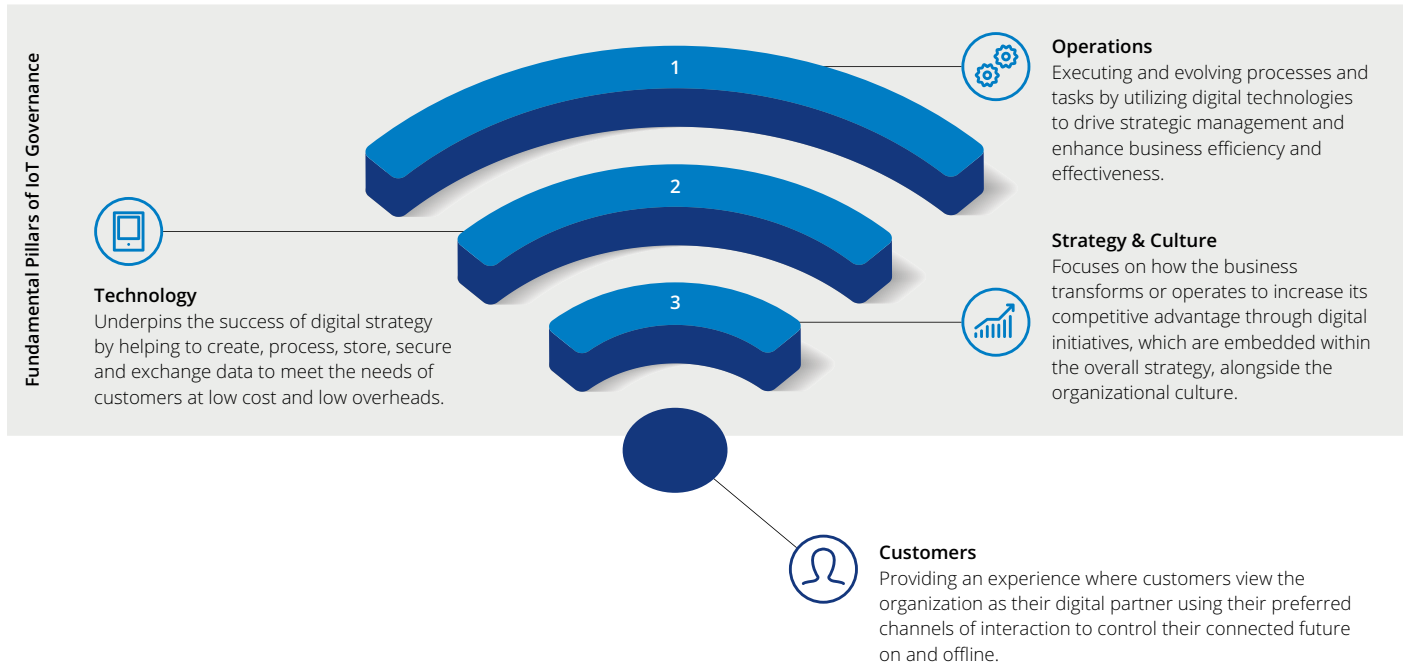 Fundamental Pillars of IoT Governance
1
Operations
Executing and evolving processes and
tasks by utilizing digital technologies
to drive strategic management and
enhance business efficiency and
effectiveness.
2
Technology
Underpins the success of digital strategy
by helping to create, process, store, secure
and exchange data to meet the needs of
customers at low cost and low overheads.
3
Strategy & Culture
Focuses on how the business
transforms or operates to increase its
competitive advantage through digital
initiatives, which are embedded within
the overall strategy, alongside the
organizational culture.
Customers
Providing an experience where customers view the
organization as their digital partner using their preferred
channels of interaction to control their connected future
on and offline.